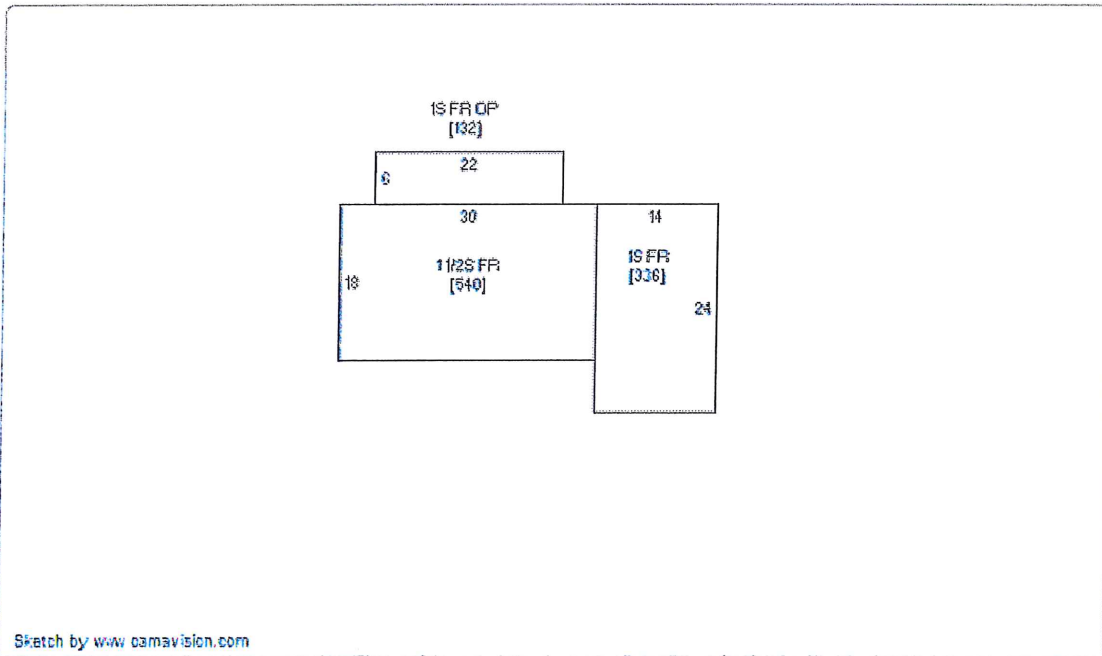 1S FR OP
[132]
22
6
30
14
1 1/2S FR
[540]
1S FR
[336]
18
24
Sketch by www.camavision.com